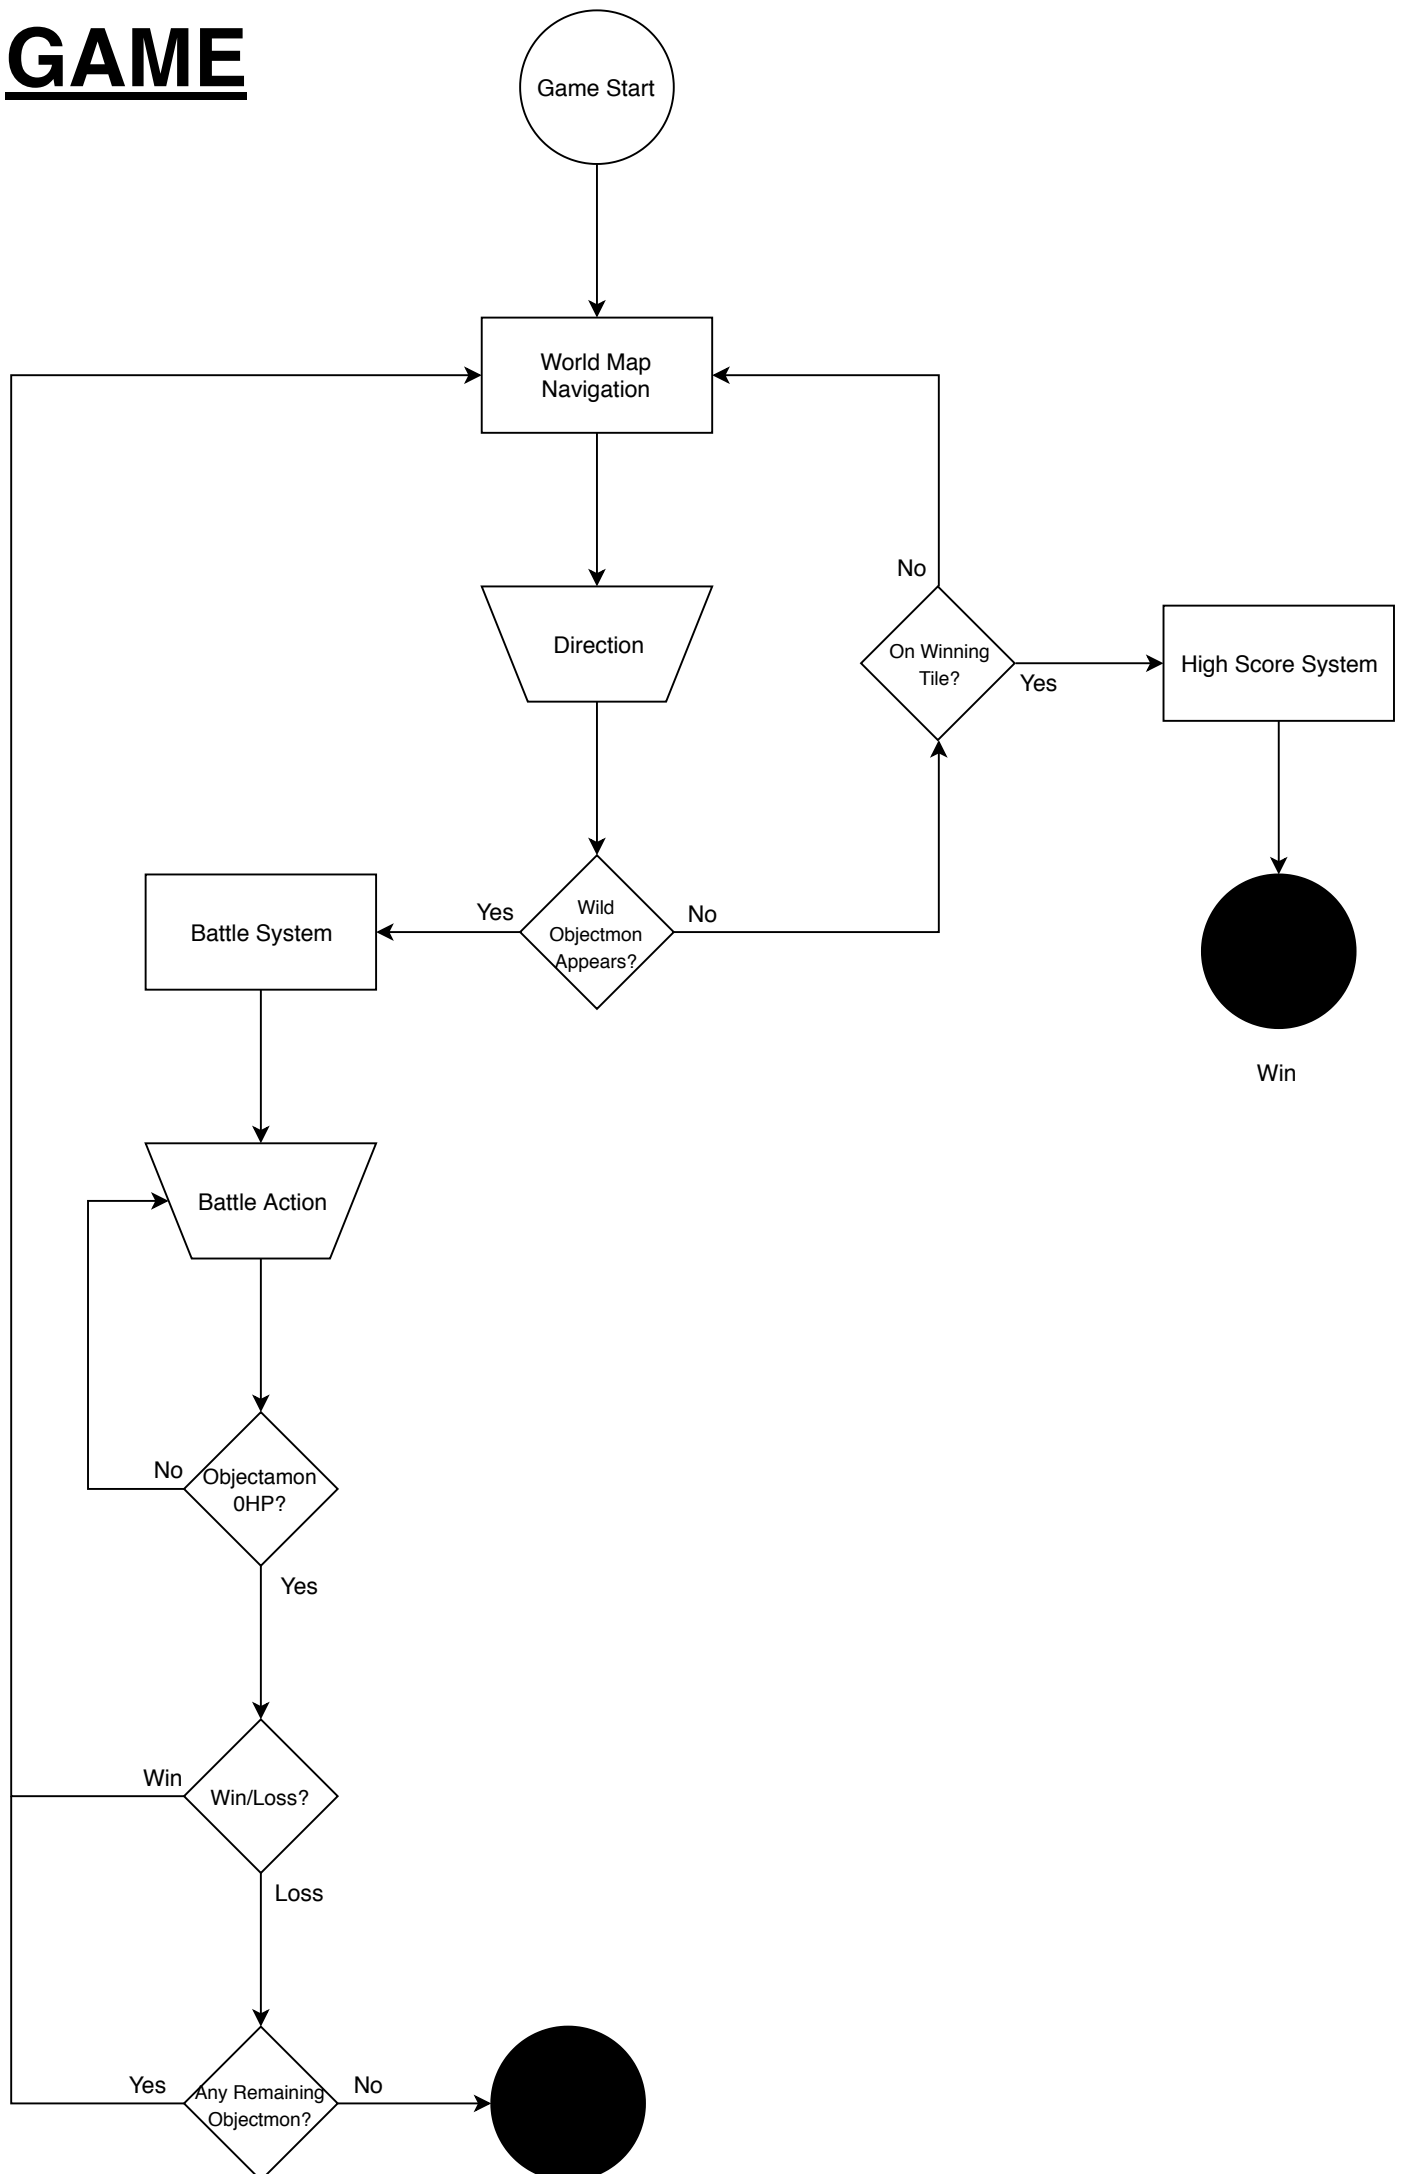 GAME
Game Start
World Map
Navigation
Direction
No
On Winning
Tile?
Yes
High Score System
Wild
Objectmon
Appears?
Yes
No
Battle System
Win
Battle Action
No
Objectamon
0HP?
Yes
Win
Win/Loss?
Loss
Yes
Any Remaining
Objectmon?
No